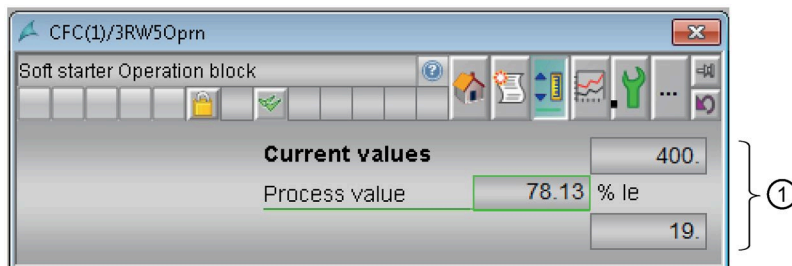 CFC(1)/3RW5Oprn
Soft starter Operation block
...
Current values
400.
Process value 78.13 % Ie
19.
1